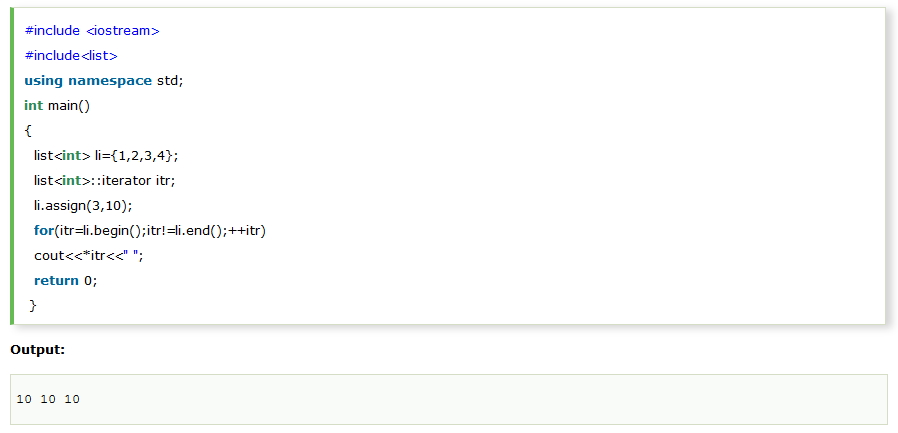 #include <iostream>
#include<list>
using namespace std;
int main()
{
list<int> li={1,2,3,4};
list<int>::iterator itr;
li.assign(3,10);
for(itr=li.begin();itr!=li.end();++itr)
cout<<*itr<<" ";
return 0;
}
Output:
10 10 10